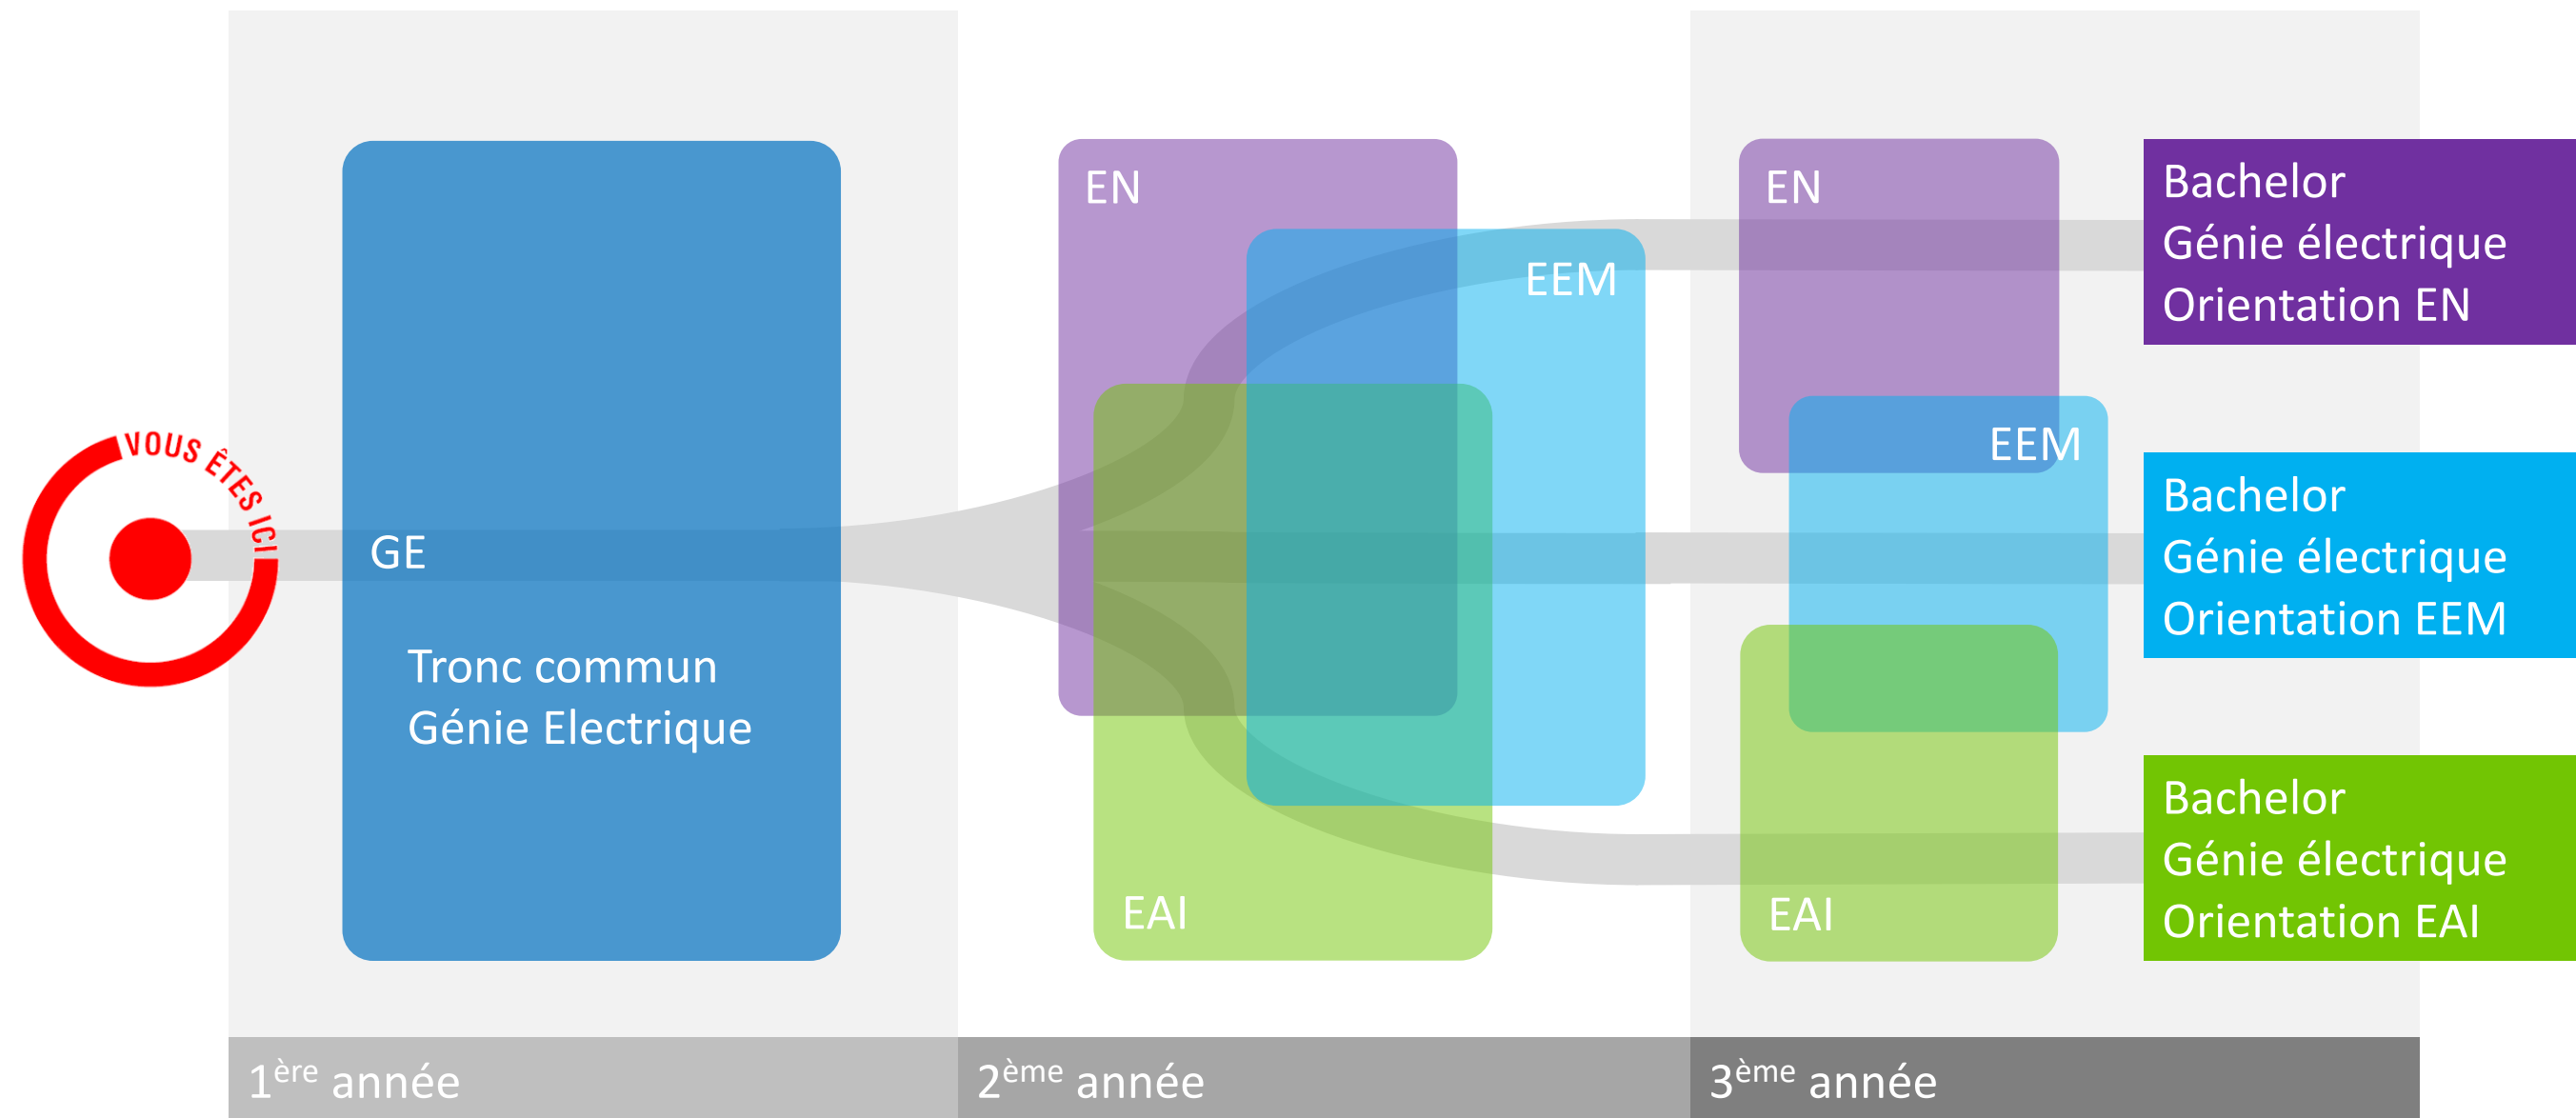 VOUS ÊTES ICI
GE
Tronc commun
Génie Electrique
EN
EEM
EAI
EN
EEM
EAI
Bachelor
Génie électrique
Orientation EN
Bachelor
Génie électrique
Orientation EEM
Bachelor
Génie électrique
Orientation EAI
1ère année
2ème année
3ème année